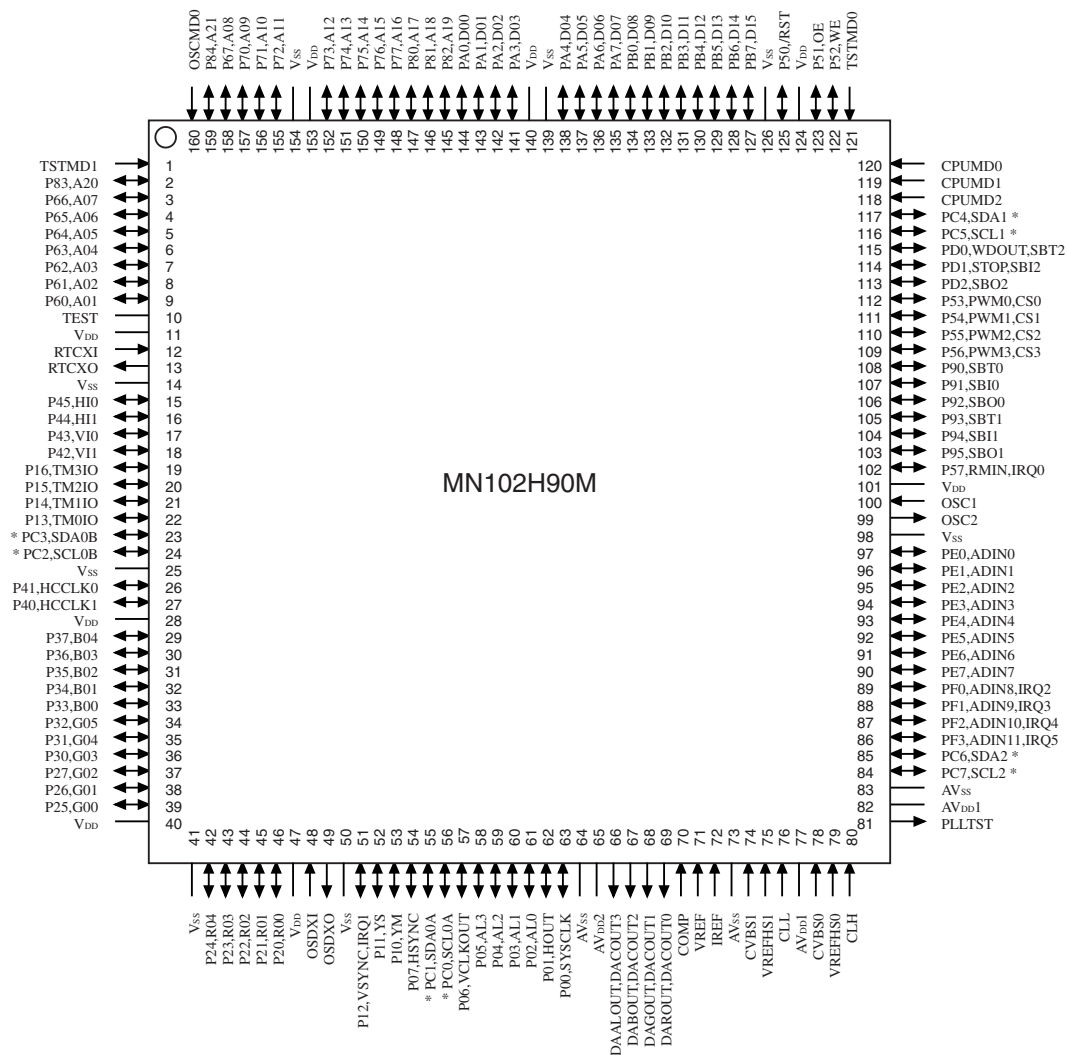 OSCMD0
P84,A21
P67,A08
P70,A09
P71,A10
P72,A11
VSS
VDD
P73,A12
P74,A13
P75,A14
P76,A15
P77,A16
P80,A17
P81,A18
P82,A19
PA0,D00
PA1,D01
PA2,D02
PA3,D03
VDD
VSS
PA4,D04
PA5,D05
PA6,D06
PA7,D07
PB0,D08
PB1,D09
PB2,D10
PB3,D11
PB4,D12
PB5,D13
PB6,D14
PB7,D15
VSS
P50,/RST
VDD
P51,OE
P52,WE
TSTMD0
160 159 158 157 156 155 154 153 152 151 150 149 148 147 146 145 144 143 142 141 140 139 138 137 136 135 134 133 132 131 130 129 128 127 126 125 124 123 122 121
TSTMD1 1
P83,A20 2
P66,A07 3
P65,A06 4
P64,A05 5
P63,A04 6
P62,A03 7
P61,A02 8
P60,A01 9
TEST 10
VDD 11
RTCXI 12
RTCXO 13
VSS 14
P45,HI0 15
P44,HI1 16
P43,VI0 17
P42,VI1 18
P16,TM3IO 19
P15,TM2IO 20
P14,TM1IO 21
P13,TM0IO 22
* PC3,SDA0B 23
* PC2,SCL0B 24
VSS 25
P41,HCCLK0 26
P40,HCCLK1 27
VDD 28
P37,B04 29
P36,B03 30
P35,B02 31
P34,B01 32
P33,B00 33
P32,G05 34
P31,G04 35
P30,G03 36
P27,G02 37
P26,G01 38
P25,G00 39
VDD 40
MN102H90M
120 CPUMD0
119 CPUMD1
118 CPUMD2
117 PC4,SDA1 *
116 PC5,SCL1 *
115 PD0,WDOUT,SBT2
114 PD1,STOP,SBI2
113 PD2,SBO2
112 P53,PWM0,CS0
111 P54,PWM1,CS1
110 P55,PWM2,CS2
109 P56,PWM3,CS3
108 P90,SBT0
107 P91,SBI0
106 P92,SBO0
105 P93,SBT1
104 P94,SBI1
103 P95,SBO1
102 P57,RMIN,IRQ0
101 VDD
100 OSC1
99 OSC2
98 VSS
97 PE0,ADIN0
96 PE1,ADIN1
95 PE2,ADIN2
94 PE3,ADIN3
93 PE4,ADIN4
92 PE5,ADIN5
91 PE6,ADIN6
90 PE7,ADIN7
89 PF0,ADIN8,IRQ2
88 PF1,ADIN9,IRQ3
87 PF2,ADIN10,IRQ4
86 PF3,ADIN11,IRQ5
85 PC6,SDA2 *
84 PC7,SCL2 *
83 AVSS
82 AVDD1
81 PLLTST
41 42 43 44 45 46 47 48 49 50 51 52 53 54 55 56 57 58 59 60 61 62 63 64 65 66 67 68 69 70 71 72 73 74 75 76 77 78 79 80
VSS
P24,R04
P23,R03
P22,R02
P21,R01
P20,R00
VDD
OSDXI
OSDXO
VSS
P12,VSYNC,IRQ1
P11,YS
P10,YM
P07,HSYNC
* PC1,SDA0A
* PC0,SCL0A
P06,VCLKOUT
P05,AL3
P04,AL2
P03,AL1
P02,AL0
P01,HOUT
P00,SYSCLK
AVSS
AVDD2
DAALOUT,DACOUT3
DABOUT,DACOUT2
DAGOUT,DACOUT1
DAROUT,DACOUT0
COMP
VREF
IREF
AVSS
CVBS1
VREFHS1
CLL
AVDD1
CVBS0
VREFHS0
CLH